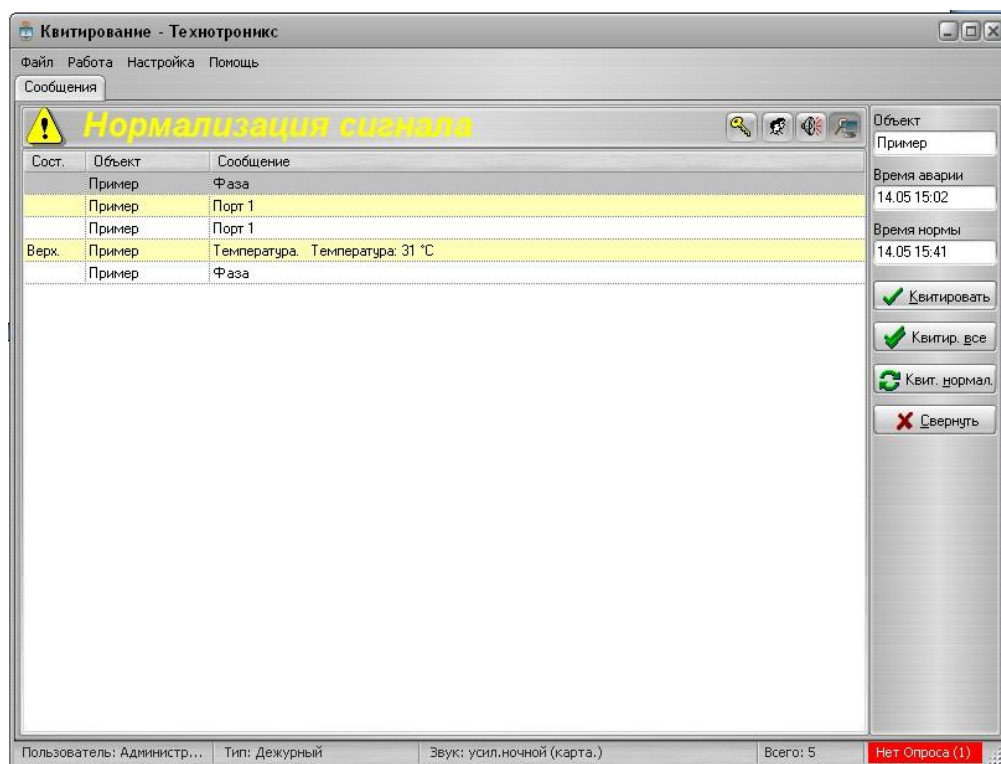 Квитирование - Технотроникс
Файл Работа Настройка Помощь
Сообщения
Нормализация сигнала
Сост. Объект Сообщение
Пример Фаза
Пример Порт 1
Пример Порт 1
Верх. Пример Температура. Температура: 31 °C
Пример Фаза
Объект
Пример
Время аварии
14.05 15:02
Время нормы
14.05 15:41
Квитировать
Квитир. все
Квит. нормал.
Свернуть
Пользователь: Администр... Тип: Дежурный Звук: усил.ночной (карта.) Всего: 5 Нет Опроса (1)